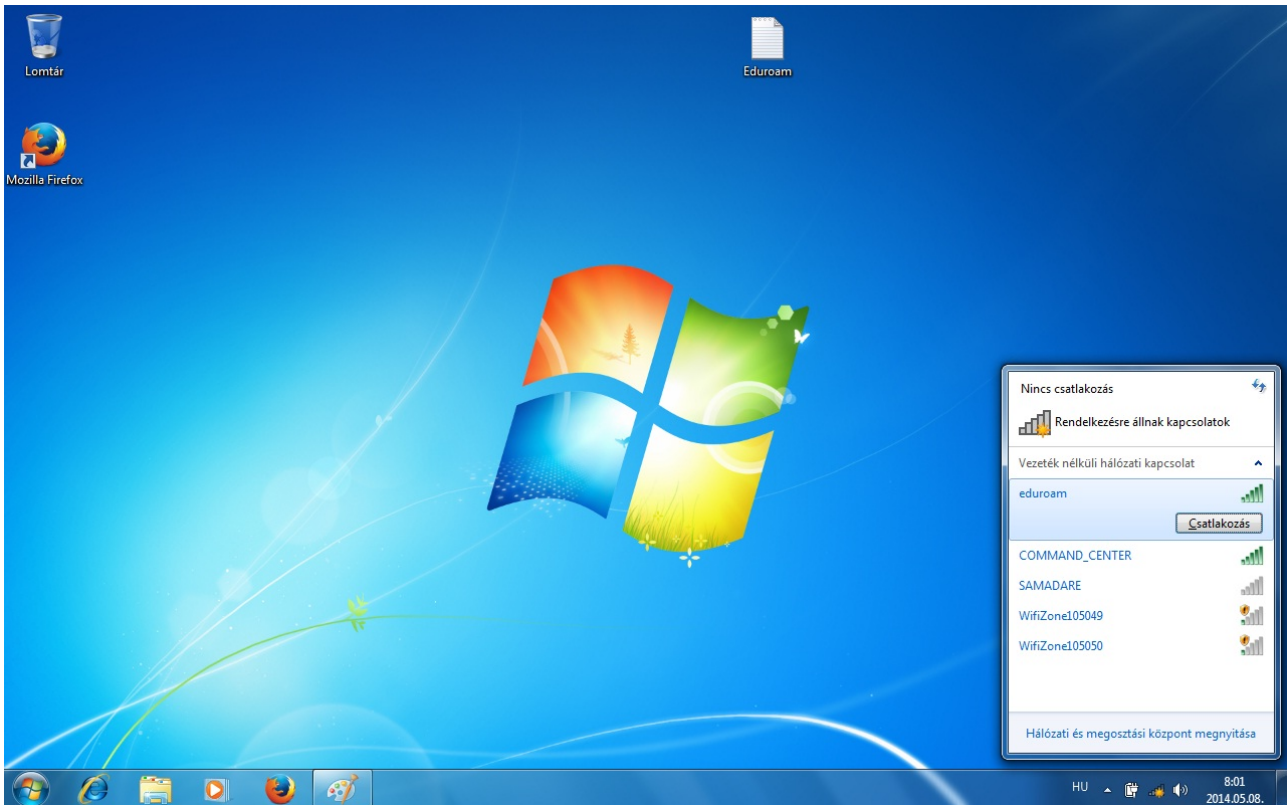 Lomtár
Eduroam
Mozilla Firefox
Nincs csatlakozás
Rendelkezésre állnak kapcsolatok
Vezeték nélküli hálózati kapcsolat
eduroam
Csatlakozás
COMMAND_CENTER
SAMADARE
WifiZone105049
WifiZone105050
Hálózati és megosztási központ megnyitása
HU
8:01
2014.05.08.